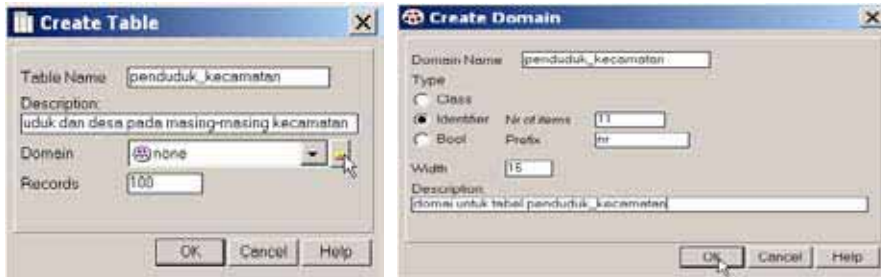 Create Table
Table Name penduduk_kecamatan
Description:
uduk dan desa pada masing-masing kecamatan
Domain none
Records 100
OK Cancel Help
Create Domain
Domain Name penduduk_kecamatan
Type
Class
Identifier Nr of items 11
Bool Prefix nr
Width 15
Description:
domai untuk tabel penduduk_kecamatan
OK Cancel Help